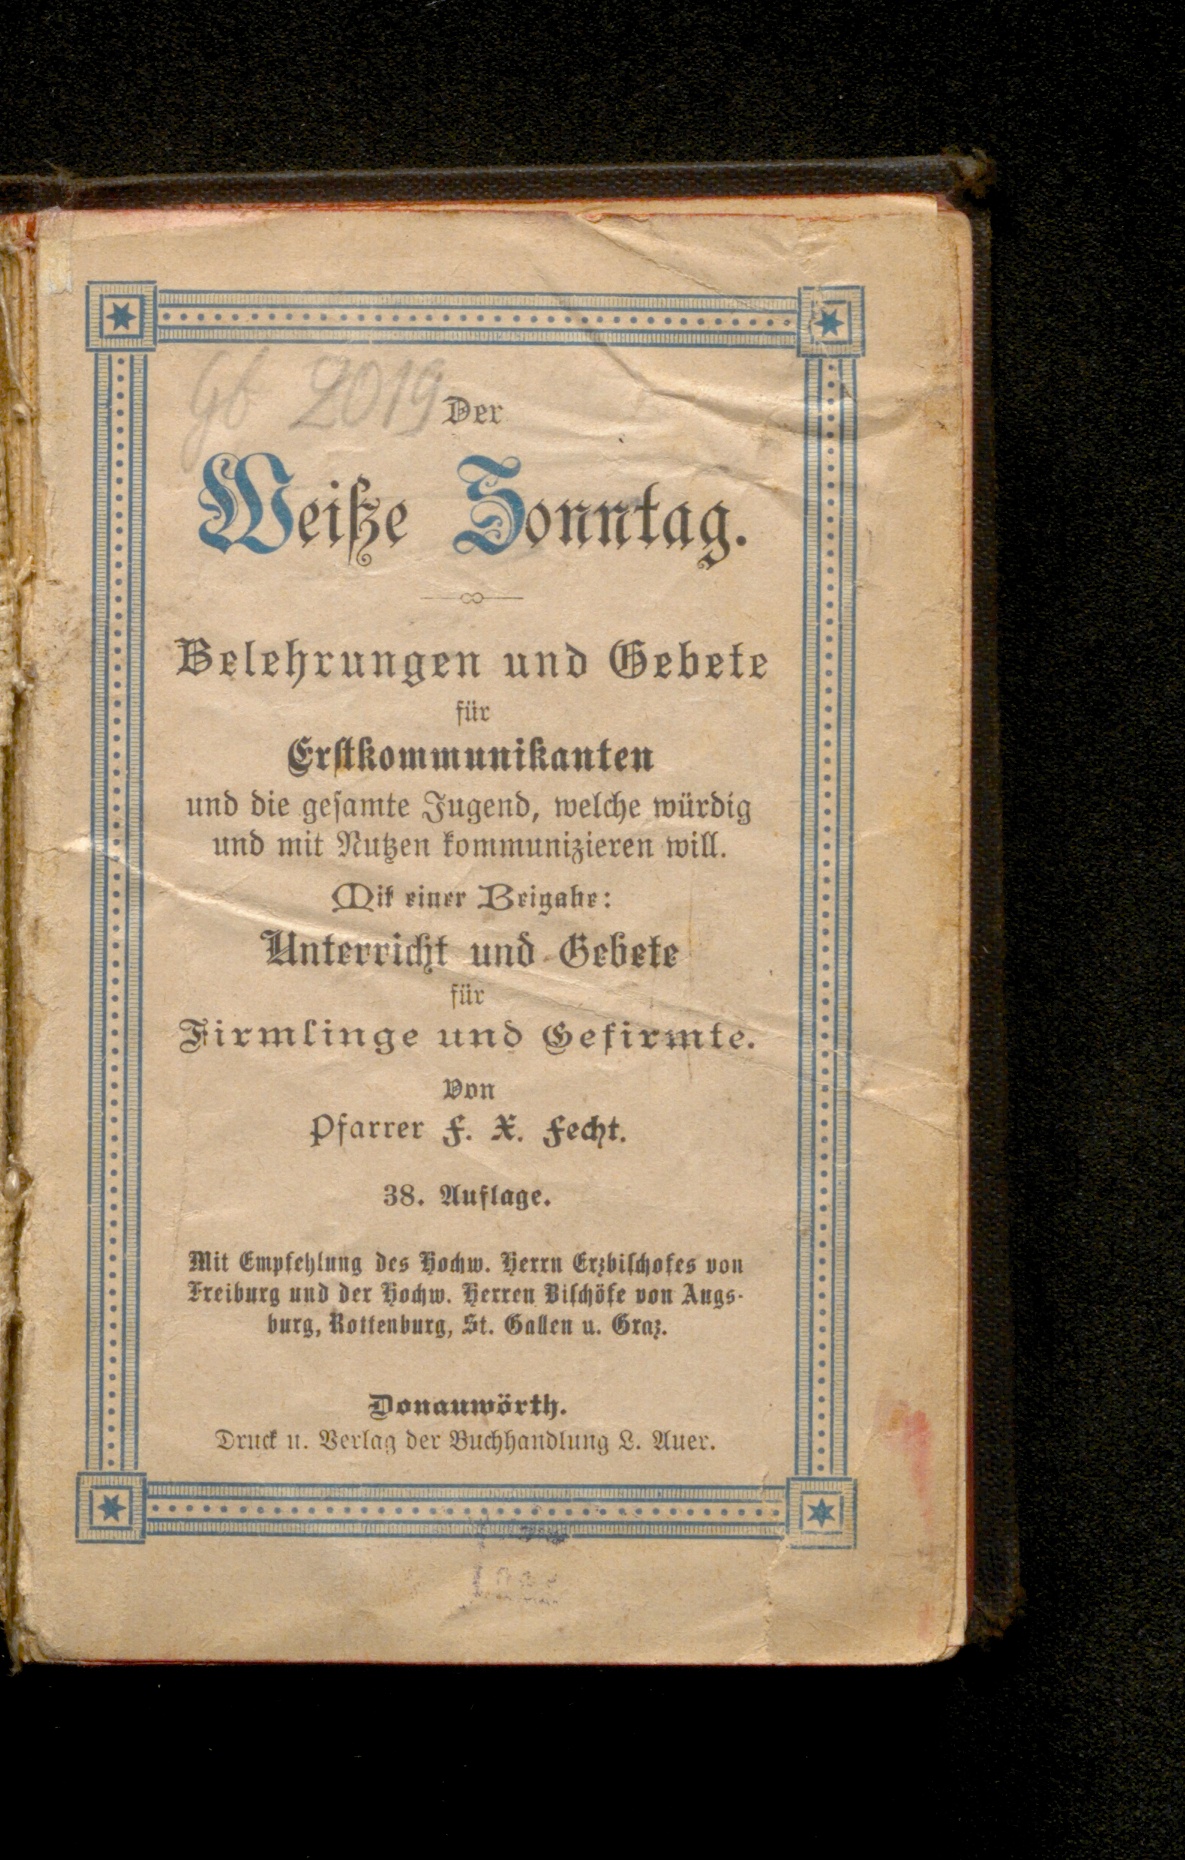 Gb 2019
Der
Weiße Sonntag.
Belehrungen und Gebete
für
Erstkommunikanten
und die gesamte Jugend, welche würdig
und mit Nutzen kommunizieren will.
Mit einer Beigabe:
Unterricht und Gebete
für
Firmlinge und Gefirmte.
Von
Pfarrer F. X. Fecht.
38. Auflage.
Mit Empfehlung des Hochw. Herrn Erzbischofes von
Freiburg und der Hochw. Herren Bischöfe von Augs-
burg, Rottenburg, St. Gallen u. Graz.
Donauwörth.
Druck u. Verlag der Buchhandlung L. Auer.